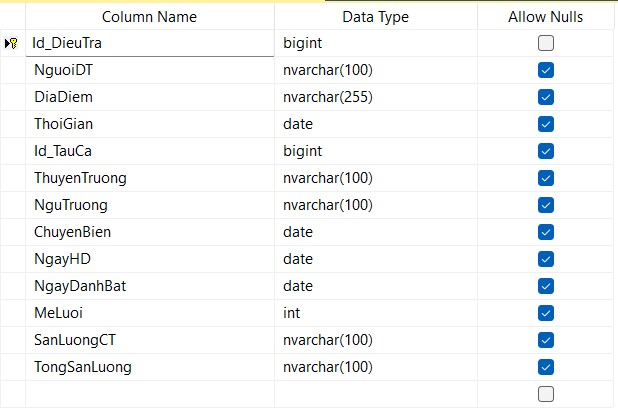 Column Name Data Type Allow Nulls
Id_DieuTra bigint
NguoiDT nvarchar(100)
DiaDiem nvarchar(255)
ThoiGian date
Id_TauCa bigint
ThuyenTruong nvarchar(100)
NguTruong nvarchar(100)
ChuyenBien date
NgayHD date
NgayDanhBat date
MeLuoi int
SanLuongCT nvarchar(100)
TongSanLuong nvarchar(100)